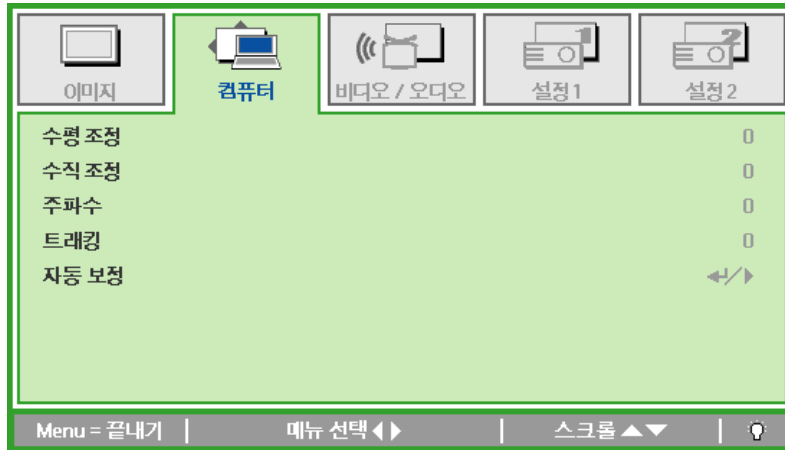 이미지
컴퓨터
비디오 / 오디오
1
설정 1
2
설정 2
수평 조정 0
수직 조정 0
주파수 0
트래킹 0
자동 보정
Menu = 끝내기 메뉴 선택 스크롤